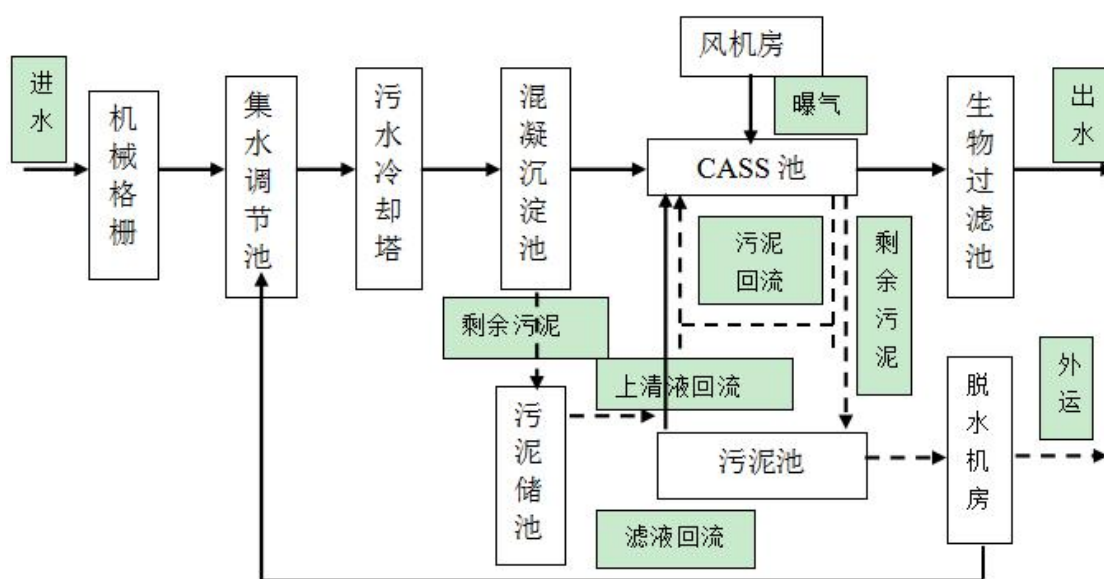 进水
机械格栅
集水调节池
污水冷却塔
混凝沉淀池
风机房
曝气
CASS 池
生物过滤池
出水
污泥
回流
剩余污泥
剩余污泥
上清液回流
污泥储池
污泥池
脱水机房
外运
滤液回流